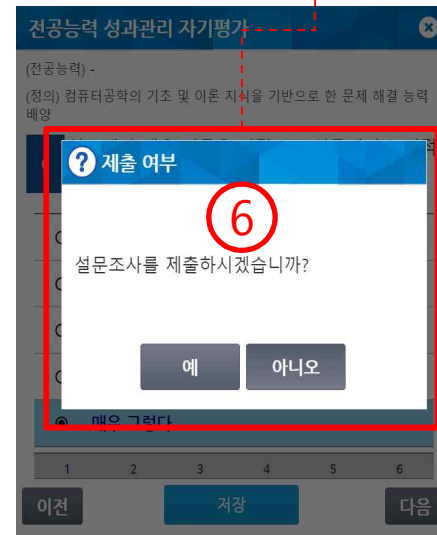 전공능력 성과관리 자기평가
(전공능력) -
(정의) 컴퓨터공학의 기초 및 이론 지식을 기반으로 한 문제 해결 능력
배양
? 제출 여부
6
설문조사를 제출하시겠습니까?
예 아니오
매우 그렇다
1 2 3 4 5 6
이전 저장 다음